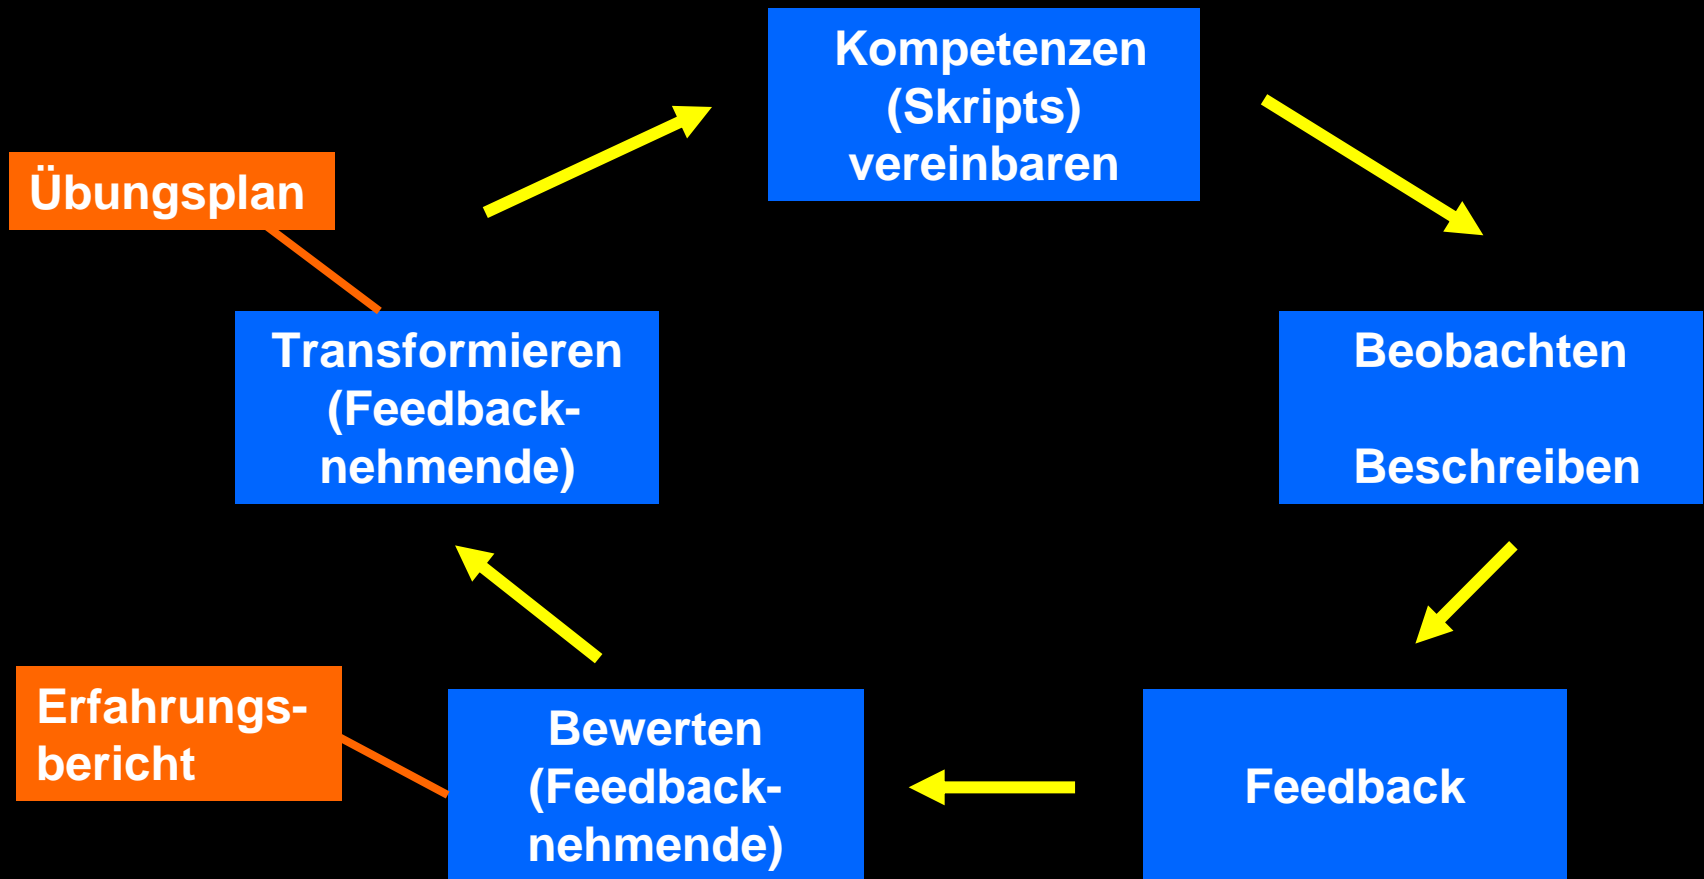 Kompetenzen
(Skripts)
vereinbaren
Übungsplan
Transformieren
(Feedback-
nehmende)
Beobachten
Beschreiben
Erfahrungs-
bericht
Bewerten
(Feedback-
nehmende)
Feedback